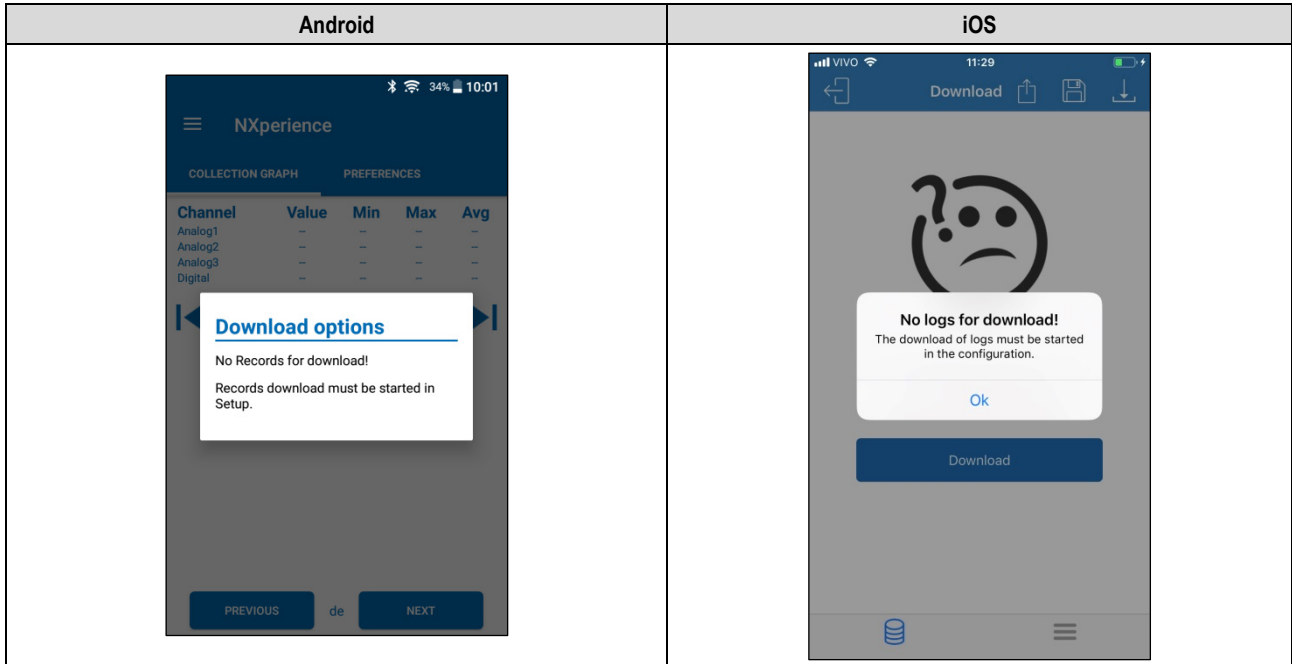 Android
iOS
34% 10:01
NXperience
COLLECTION GRAPH PREFERENCES
Channel Value Min Max Avg
Analog1 -- -- -- --
Analog2 -- -- -- --
Analog3 -- -- -- --
Digital -- -- -- --
Download options
No Records for download!
Records download must be started in
Setup.
PREVIOUS de NEXT
VIVO 11:29
Download
?
No logs for download!
The download of logs must be started
in the configuration.
Ok
Download